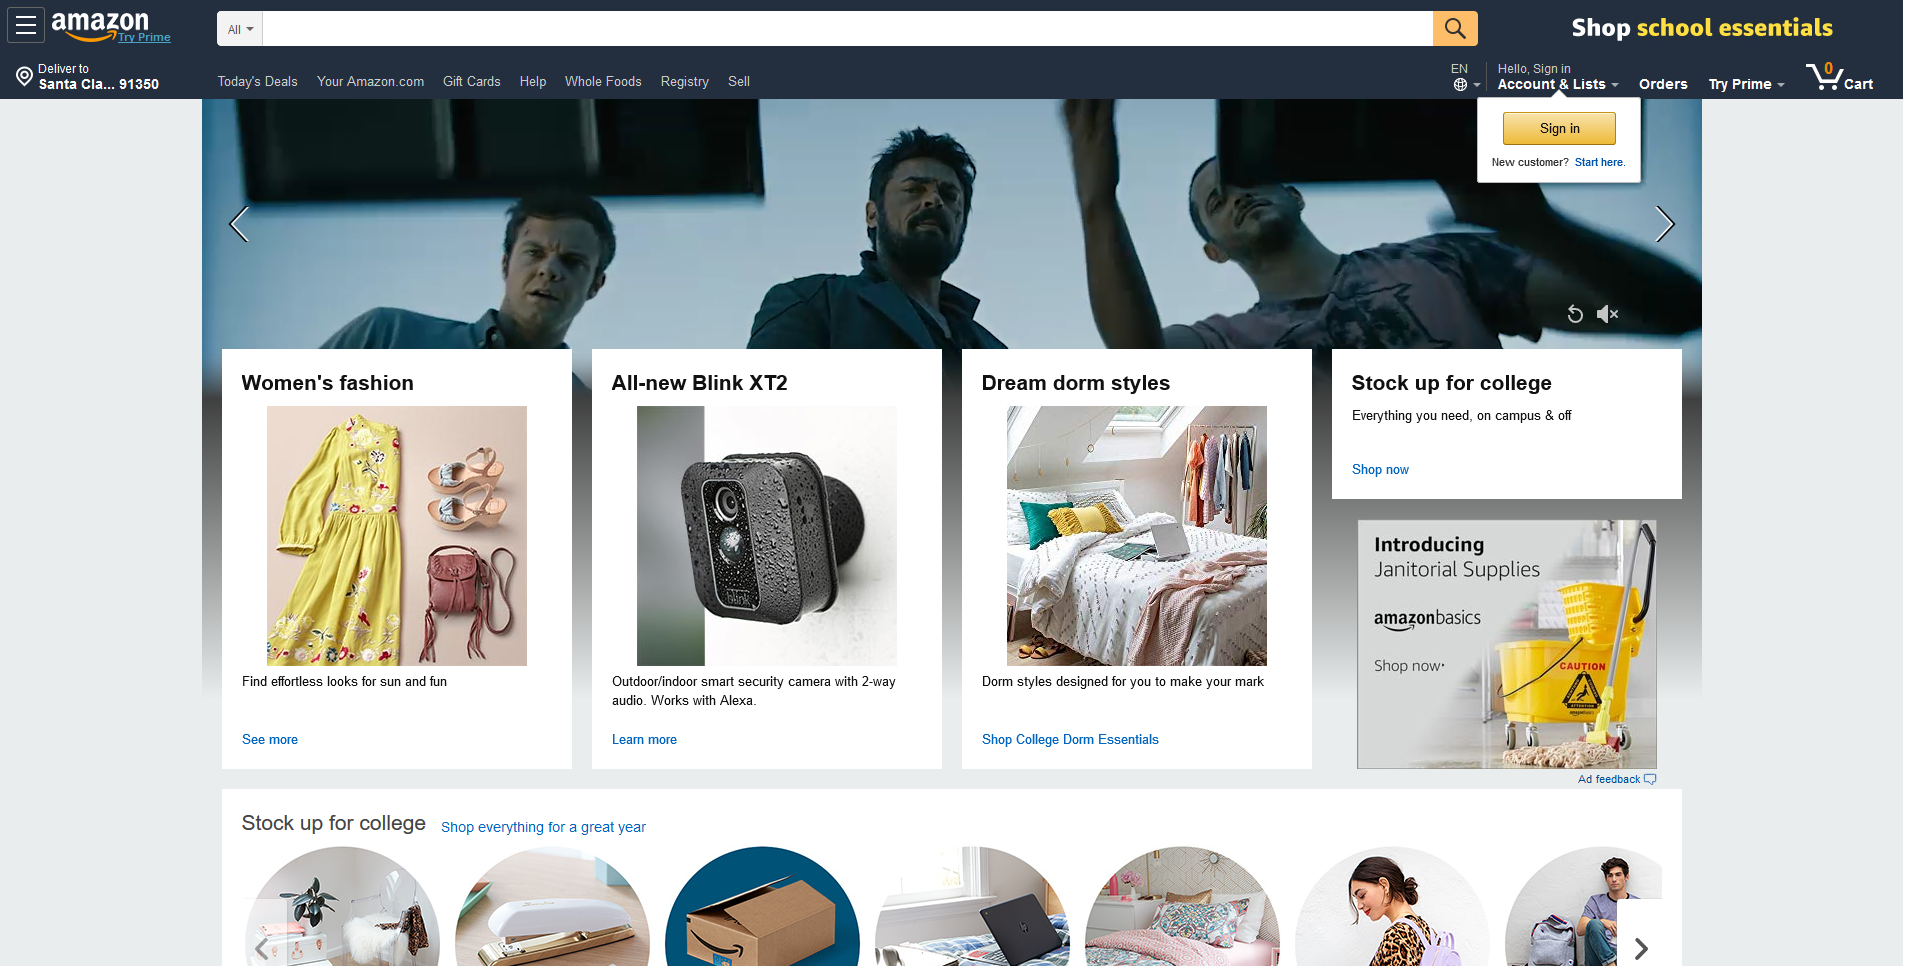 amazon
Try Prime
All
Shop school essentials
Deliver to
Santa Cla... 91350
Today's Deals
Your Amazon.com
Gift Cards
Help
Whole Foods
Registry
Sell
EN
Hello, Sign in
Account & Lists
Orders
Try Prime
0
Cart
Sign in
New customer? Start here.
Women's fashion
Find effortless looks for sun and fun
See more
All-new Blink XT2
blink
Outdoor/indoor smart security camera with 2-way
audio. Works with Alexa.
Learn more
Dream dorm styles
Dorm styles designed for you to make your mark
Shop College Dorm Essentials
Stock up for college
Everything you need, on campus & off
Shop now
Introducing
Janitorial Supplies
amazonbasics
Shop now
CAUTION
ATTENTION
amazonbasics
Ad feedback
Stock up for college
Shop everything for a great year